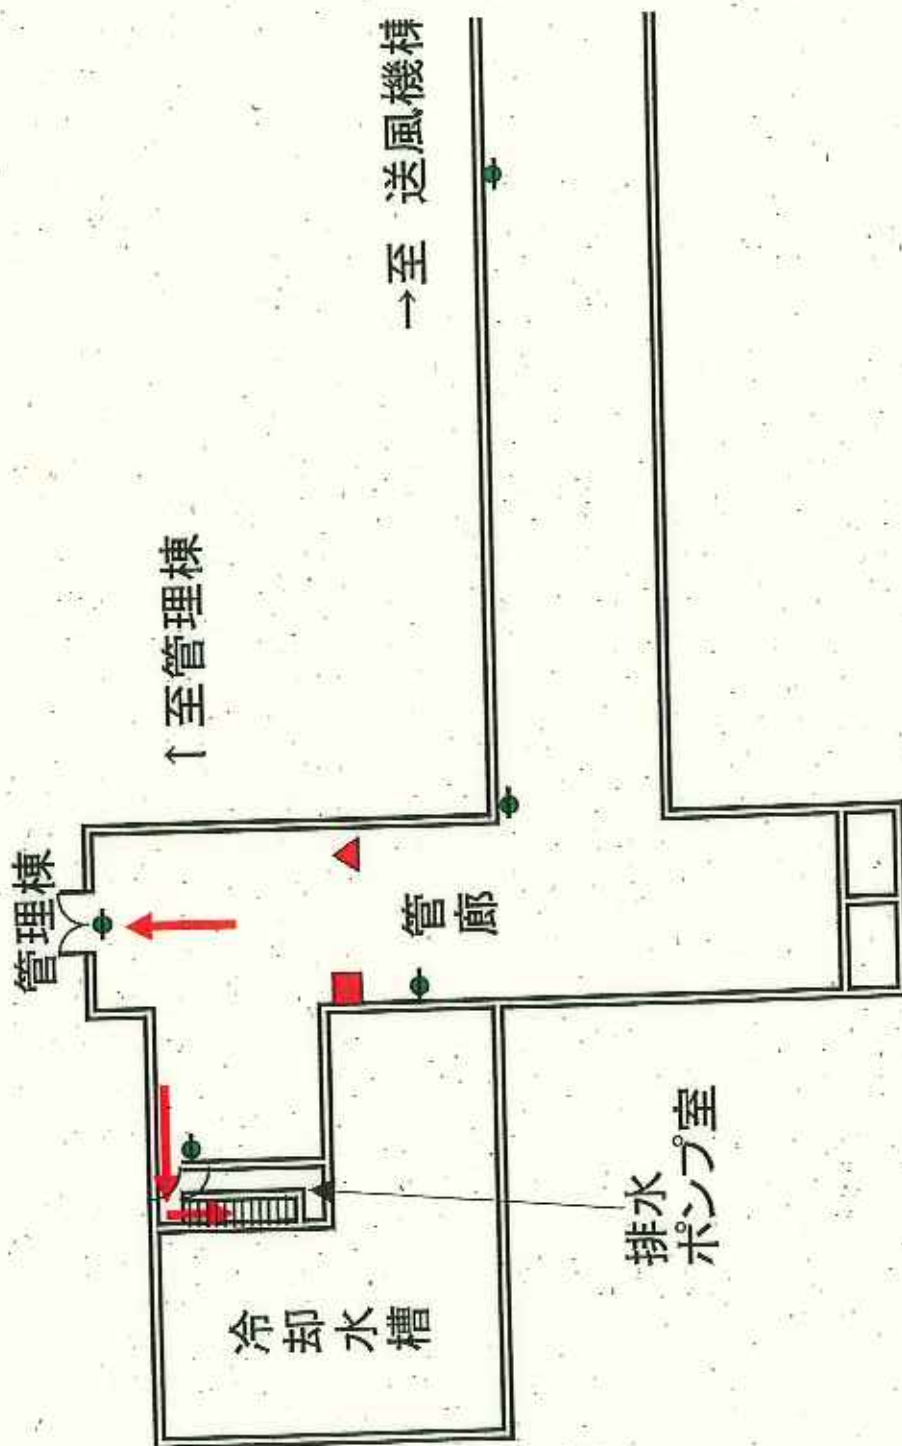 管理棟
↑至管理棟
冷却水槽
→至 送風機棟
管廊
排水
ポンプ室